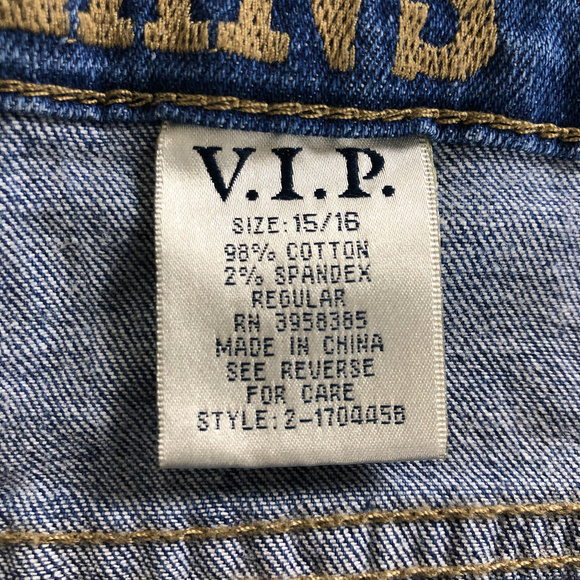 V.I.P.
SIZE: 15/16
98% COTTON
2% SPANDEX
REGULAR
RN 3958385
MADE IN CHINA
SEE REVERSE
FOR CARE
STYLE: 2-170445B